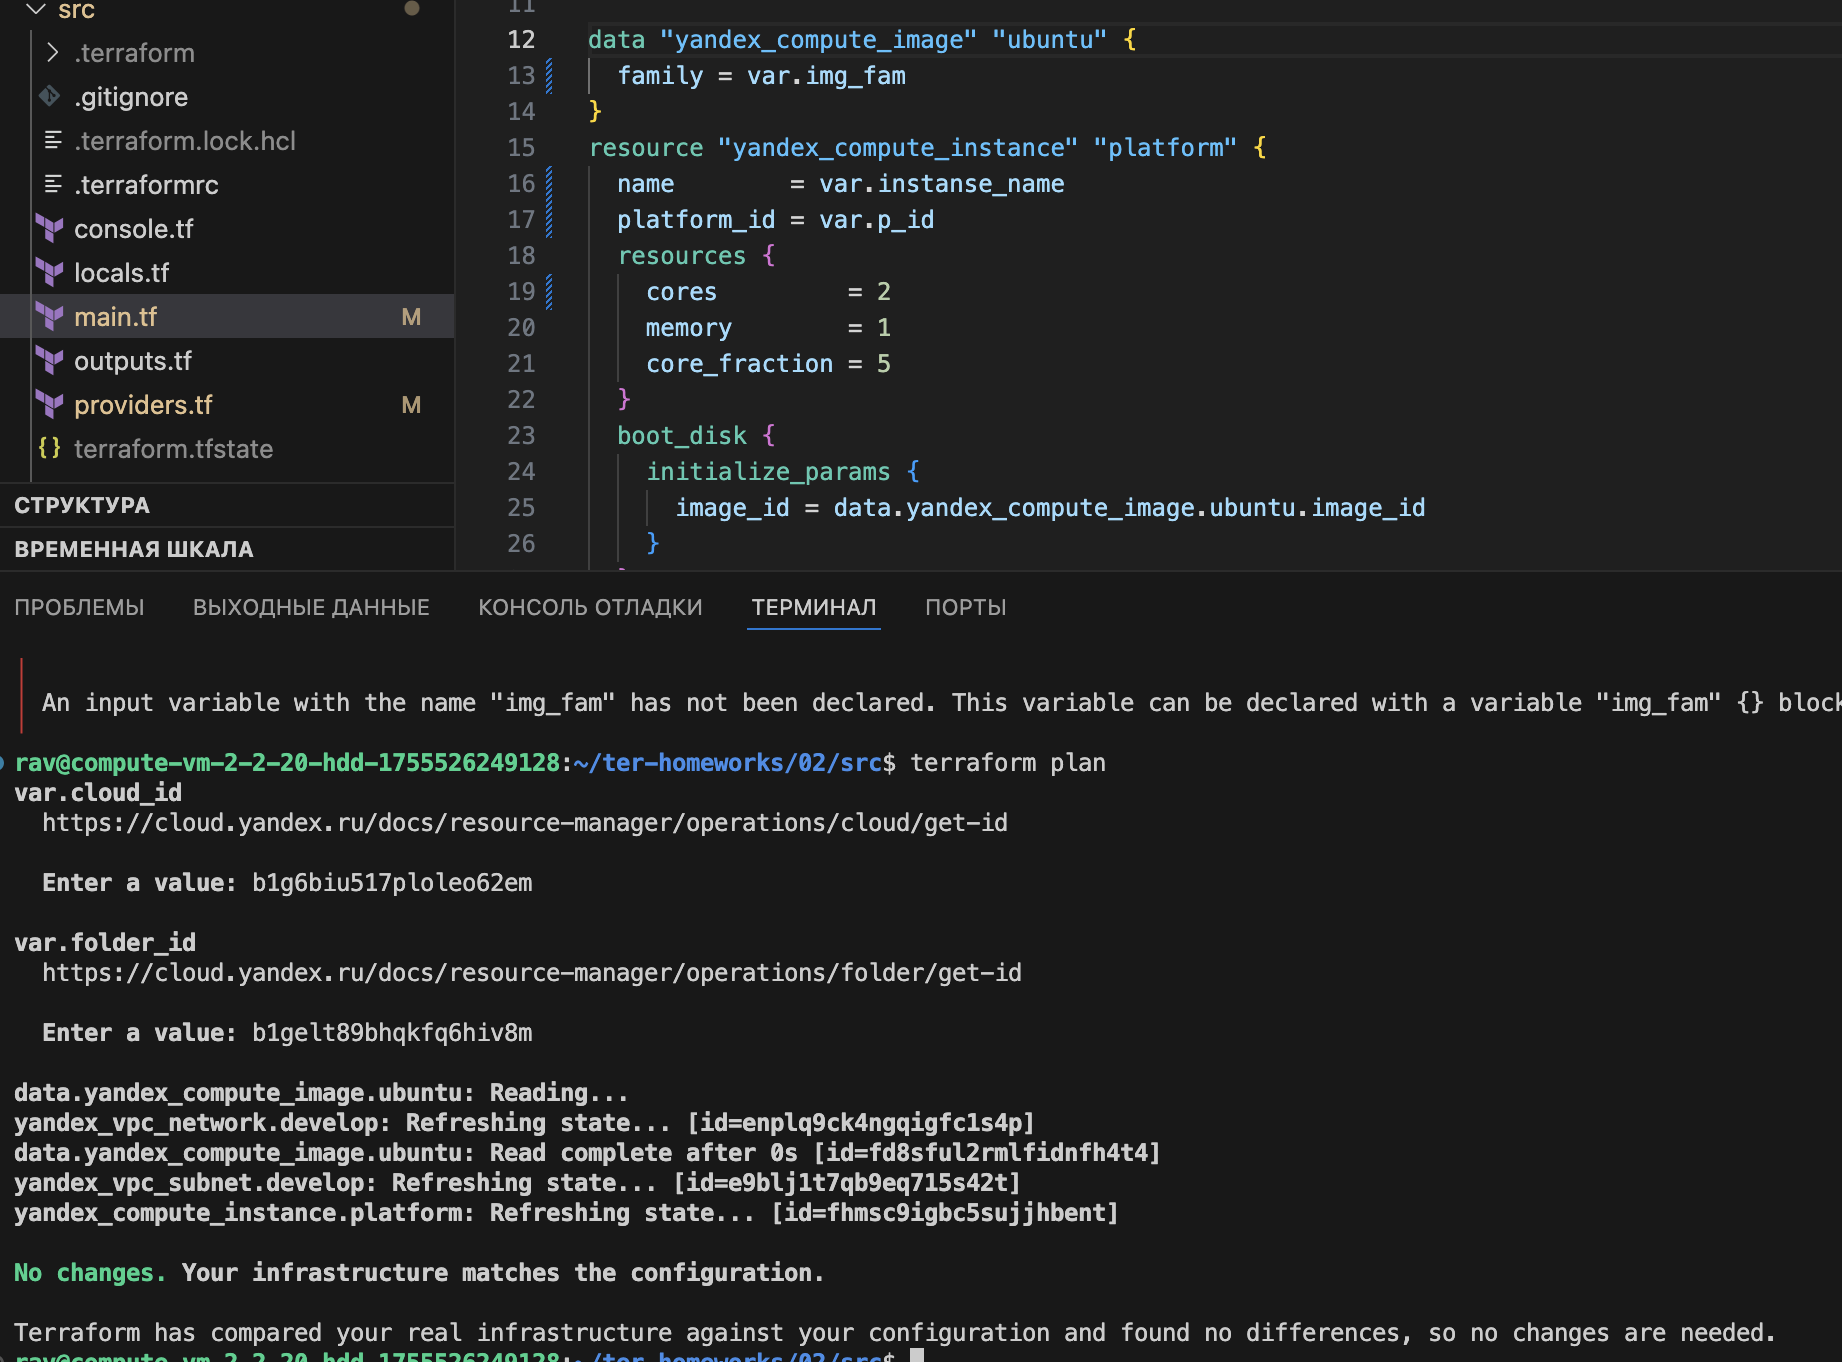 src
.terraform
.gitignore
.terraform.lock.hcl
.terraformrc
console.tf
locals.tf
main.tf M
outputs.tf
providers.tf M
{} terraform.tfstate
СТРУКТУРА
ВРЕМЕННАЯ ШКАЛА
11
12 data "yandex_compute_image" "ubuntu" {
13 family = var.img_fam
14 }
15 resource "yandex_compute_instance" "platform" {
16 name = var.instanse_name
17 platform_id = var.p_id
18 resources {
19 cores = 2
20 memory = 1
21 core_fraction = 5
22 }
23 boot_disk {
24 initialize_params {
25 image_id = data.yandex_compute_image.ubuntu.image_id
26 }
ПРОБЛЕМЫ ВЫХОДНЫЕ ДАННЫЕ КОНСОЛЬ ОТЛАДКИ ТЕРМИНАЛ ПОРТЫ
An input variable with the name "img_fam" has not been declared. This variable can be declared with a variable "img_fam" {} block
rav@compute-vm-2-2-20-hdd-1755526249128:~/ter-homeworks/02/src$ terraform plan
var.cloud_id
https://cloud.yandex.ru/docs/resource-manager/operations/cloud/get-id
Enter a value: b1g6biu517ploleo62em
var.folder_id
https://cloud.yandex.ru/docs/resource-manager/operations/folder/get-id
Enter a value: b1gelt89bhqkfq6hiv8m
data.yandex_compute_image.ubuntu: Reading...
yandex_vpc_network.develop: Refreshing state... [id=enplq9ck4ngqigfc1s4p]
data.yandex_compute_image.ubuntu: Read complete after 0s [id=fd8sful2rmlfidnfh4t4]
yandex_vpc_subnet.develop: Refreshing state... [id=e9blj1t7qb9eq715s42t]
yandex_compute_instance.platform: Refreshing state... [id=fhmsc9igbc5sujjhbent]
No changes. Your infrastructure matches the configuration.
Terraform has compared your real infrastructure against your configuration and found no differences, so no changes are needed.
rav@compute-vm-2-2-20-hdd-1755526249128:~/ter-homeworks/02/src$